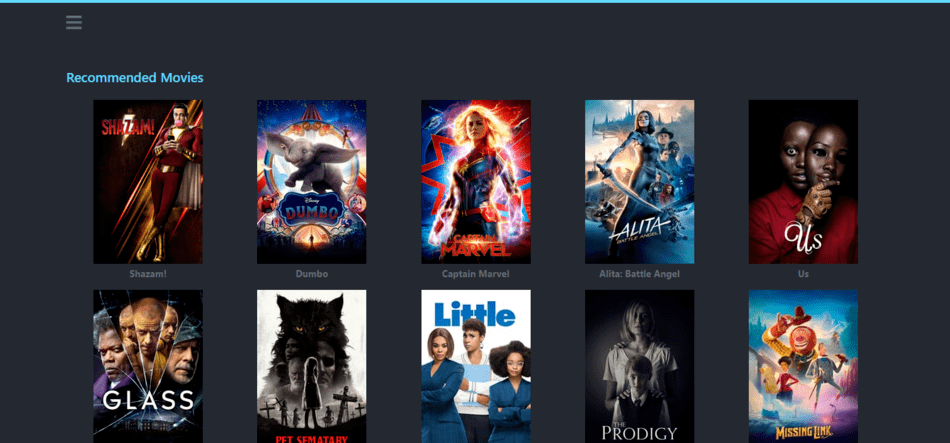 Recommended Movies
SHAZAM!
Disney
DUMBO
CAPTAIN
MARVEL
ALITA
BATTLE ANGEL
Us
Shazam!
Dumbo
Captain Marvel
Alita: Battle Angel
Us
GLASS
PET SEMATARY
Little
THE
PRODIGY
MISSING LINK